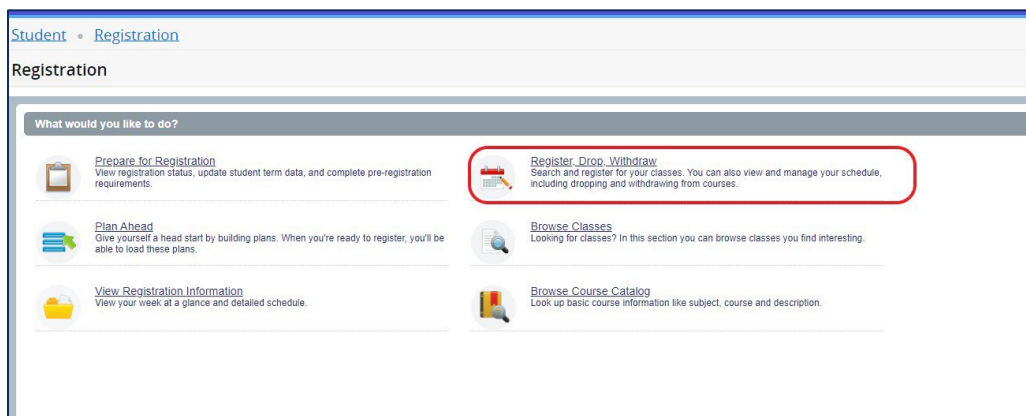 Student • Registration
Registration
What would you like to do?
Prepare for Registration
View registration status, update student term data, and complete pre-registration
requirements.
Register, Drop, Withdraw
Search and register for your classes. You can also view and manage your schedule,
including dropping and withdrawing from courses.
Plan Ahead
Give yourself a head start by building plans. When you're ready to register, you'll be
able to load these plans.
Browse Classes
Looking for classes? In this section you can browse classes you find interesting.
View Registration Information
View your week at a glance and detailed schedule.
Browse Course Catalog
Look up basic course information like subject, course and description.